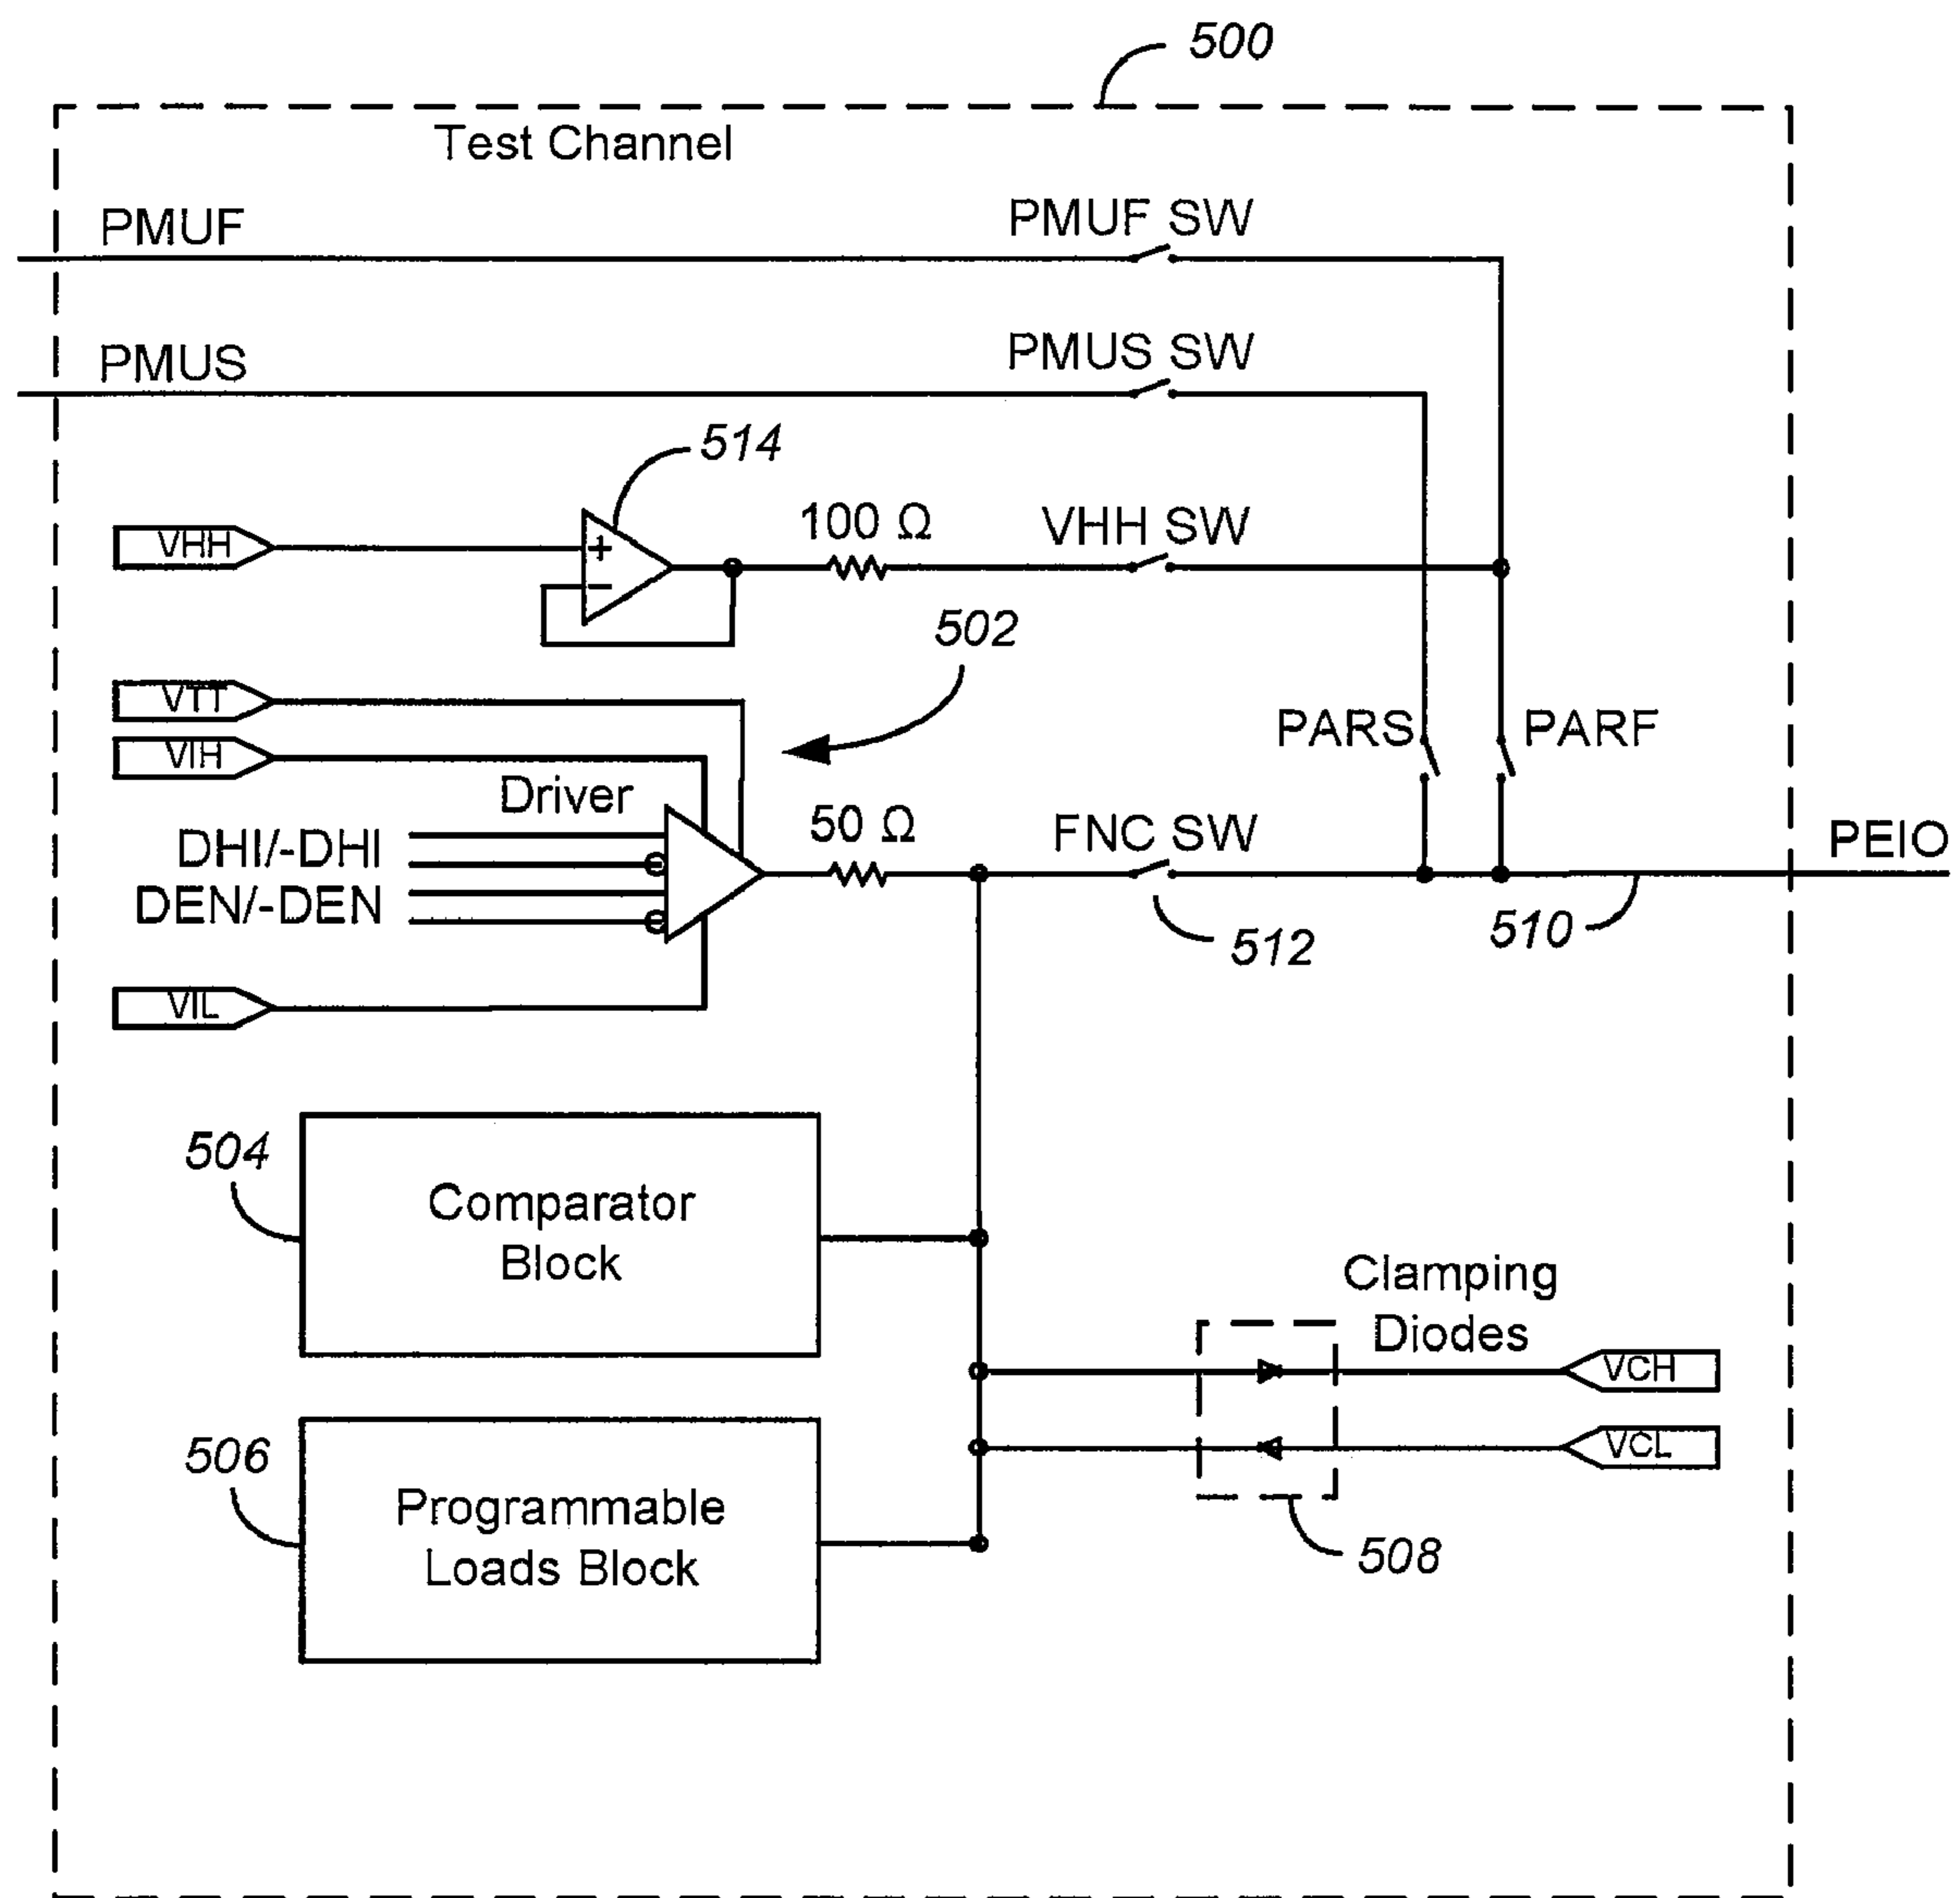 500
Test Channel
PMUF
PMUF SW
PMUS
PMUS SW
514
VHH
+
−
100 Ω
VHH SW
502
VTT
VIH
PARS
PARF
Driver
DHI/-DHI
DEN/-DEN
50 Ω
FNC SW
PEIO
512
510
VIL
504
Comparator
Block
Clamping
Diodes
VCH
VCL
506
Programmable
Loads Block
508